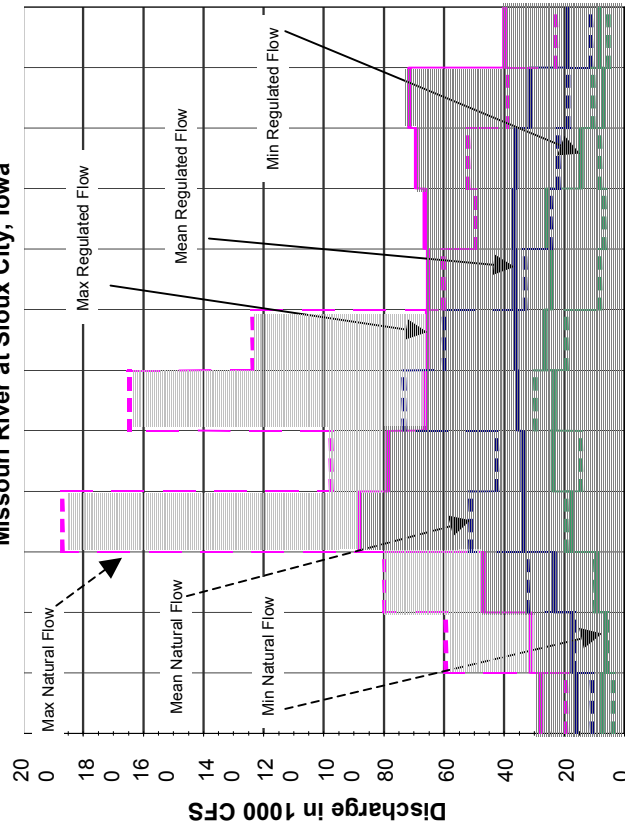 Missouri River at Sioux City, Iowa
Discharge in 1000 CFS
20
0
18
0
16
0
14
0
12
0
10
0
80
60
40
20
0
Max Natural Flow
Mean Natural Flow
Min Natural Flow
Max Regulated Flow
Mean Regulated Flow
Min Regulated Flow